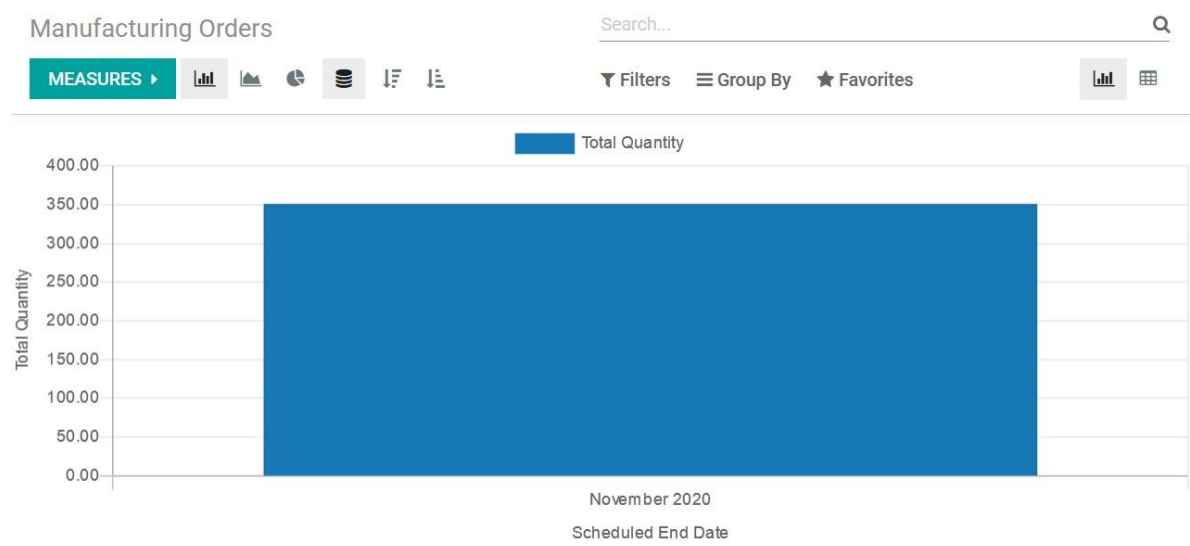 Manufacturing Orders
Search...
MEASURES
Filters
Group By
Favorites
Total Quantity
400.00
350.00
300.00
250.00
200.00
150.00
100.00
50.00
0.00
Total Quantity
November 2020
Scheduled End Date